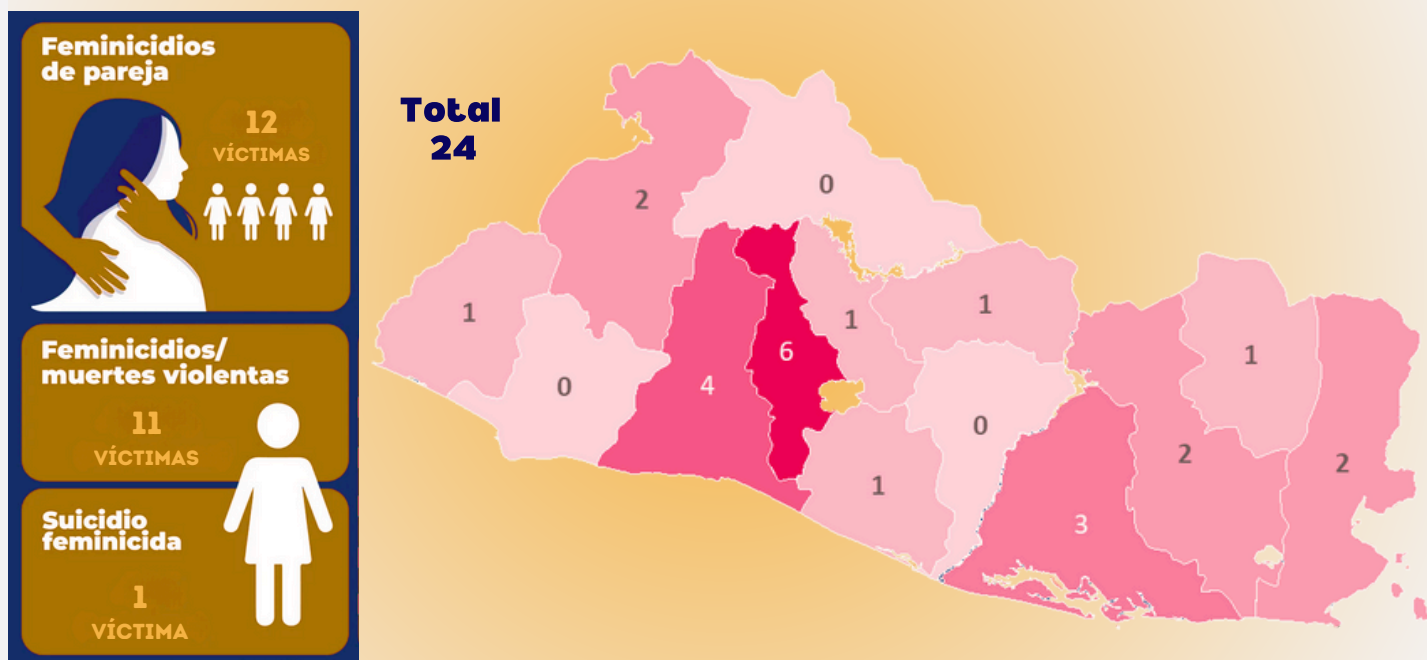 Feminicidios
de pareja
12
VÍCTIMAS
Feminicidios/
muertes violentas
11
VÍCTIMAS
Suicidio
feminicida
1
VÍCTIMA
Total
24
2
0
1
0
4
6
1
1
1
0
3
2
1
2